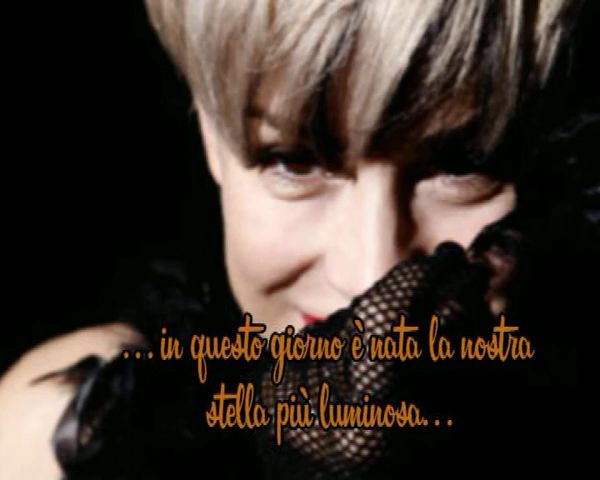 ...in questo giorno è nata la nostra
stella più luminosa...